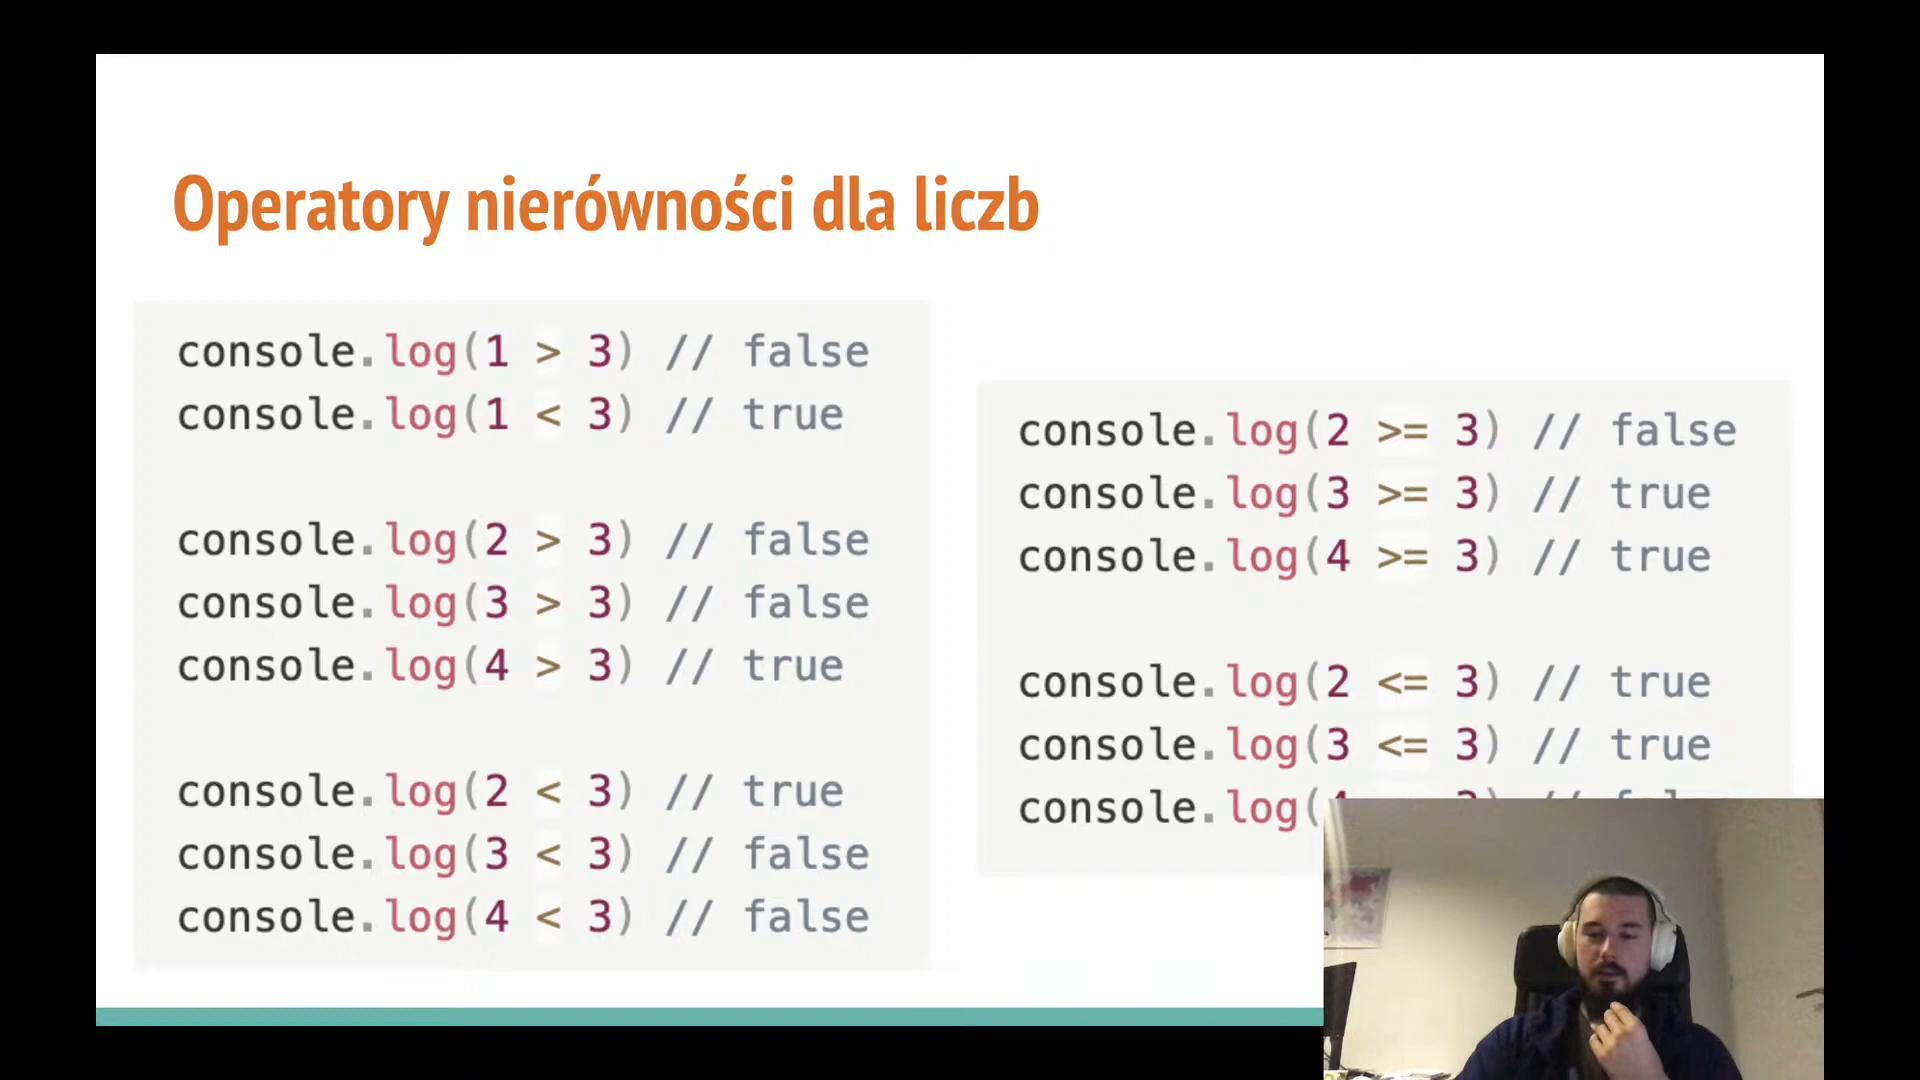 Operatory nierówności dla liczb
console.log(1 > 3) // false
console.log(1 < 3) // true
console.log(2 > 3) // false
console.log(3 > 3) // false
console.log(4 > 3) // true
console.log(2 < 3) // true
console.log(3 < 3) // false
console.log(4 < 3) // false
console.log(2 >= 3) // false
console.log(3 >= 3) // true
console.log(4 >= 3) // true
console.log(2 <= 3) // true
console.log(3 <= 3) // true
console.log(